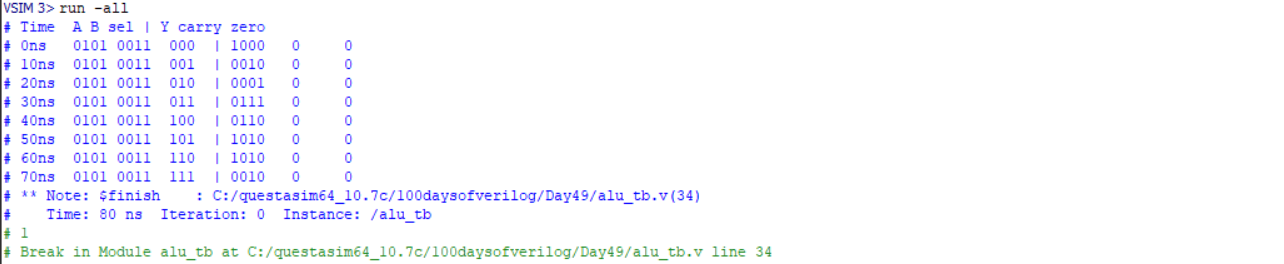 VSIM 3> run -all
# Time  A B sel | Y carry zero
# 0ns   0101 0011  000  | 1000   0     0
# 10ns  0101 0011  001  | 0010   0     0
# 20ns  0101 0011  010  | 0001   0     0
# 30ns  0101 0011  011  | 0111   0     0
# 40ns  0101 0011  100  | 0110   0     0
# 50ns  0101 0011  101  | 1010   0     0
# 60ns  0101 0011  110  | 1010   0     0
# 70ns  0101 0011  111  | 0010   0     0
# ** Note: $finish    : C:/questasim64_10.7c/100daysofverilog/Day49/alu_tb.v(34)
#    Time: 80 ns  Iteration: 0  Instance: /alu_tb
# 1
# Break in Module alu_tb at C:/questasim64_10.7c/100daysofverilog/Day49/alu_tb.v line 34